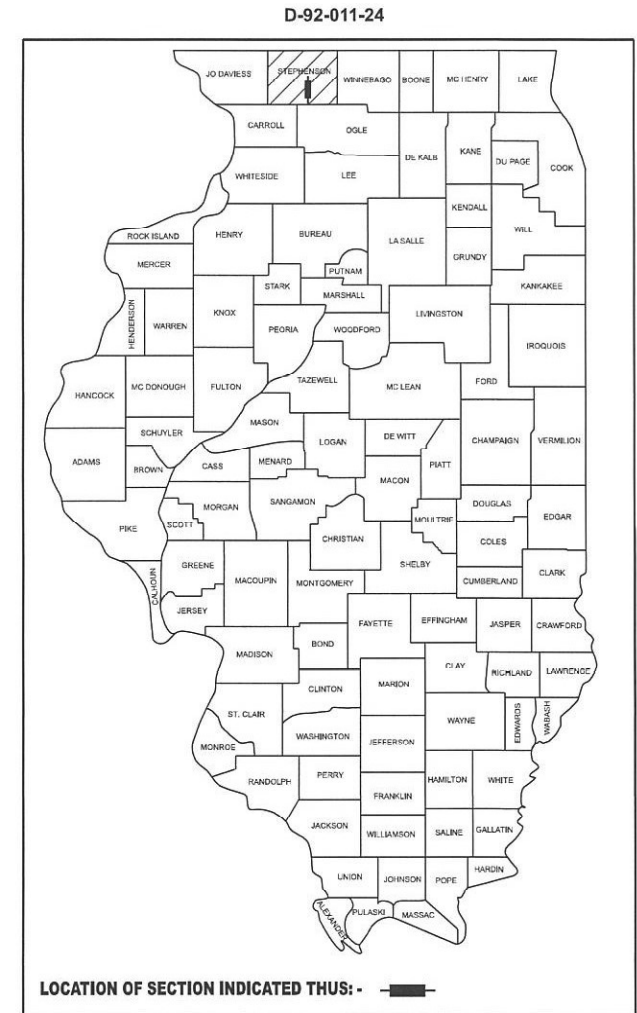 D-92-011-24
JO DAVIESS
STEPHENSON
WINNEBAGO
BOONE
MC HENRY
LAKE
CARROLL
OGLE
DE KALB
KANE
DU PAGE
COOK
WHITESIDE
LEE
KENDALL
WILL
ROCK ISLAND
HENRY
BUREAU
LA SALLE
GRUNDY
MERCER
PUTNAM
KANKAKEE
STARK
MARSHALL
HENDERSON
WARREN
KNOX
PEORIA
WOODFORD
LIVINGSTON
IROQUOIS
HANCOCK
MC DONOUGH
FULTON
TAZEWELL
MC LEAN
FORD
SCHUYLER
MASON
LOGAN
DE WITT
CHAMPAIGN
VERMILION
ADAMS
BROWN
CASS
MENARD
MACON
PIATT
PIKE
SCOTT
MORGAN
SANGAMON
CHRISTIAN
MOULTRIE
DOUGLAS
EDGAR
COLES
CALHOUN
GREENE
MACOUPIN
MONTGOMERY
SHELBY
CUMBERLAND
CLARK
JERSEY
FAYETTE
EFFINGHAM
JASPER
CRAWFORD
MADISON
BOND
CLAY
RICHLAND
LAWRENCE
CLINTON
MARION
ST. CLAIR
WAYNE
EDWARDS
WABASH
MONROE
WASHINGTON
JEFFERSON
RANDOLPH
PERRY
HAMILTON
WHITE
FRANKLIN
JACKSON
WILLIAMSON
SALINE
GALLATIN
UNION
JOHNSON
POPE
HARDIN
ALEXANDER
PULASKI
MASSAC
LOCATION OF SECTION INDICATED THUS: -